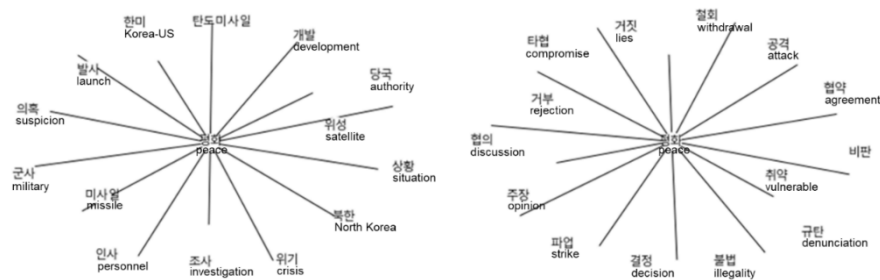 한미
Korea-US
탄도미사일
개발
development
발사
launch
당국
authority
의혹
suspicion
위성
satellite
평화
peace
군사
military
상황
situation
미사일
missile
북한
North Korea
인사
personnel
조사
investigation
위기
crisis
거짓
lies
철회
withdrawal
타협
compromise
공격
attack
거부
rejection
협약
agreement
협의
discussion
평화
peace
비판
취약
vulnerable
주장
opinion
규탄
denunciation
파업
strike
결정
decision
불법
illegality